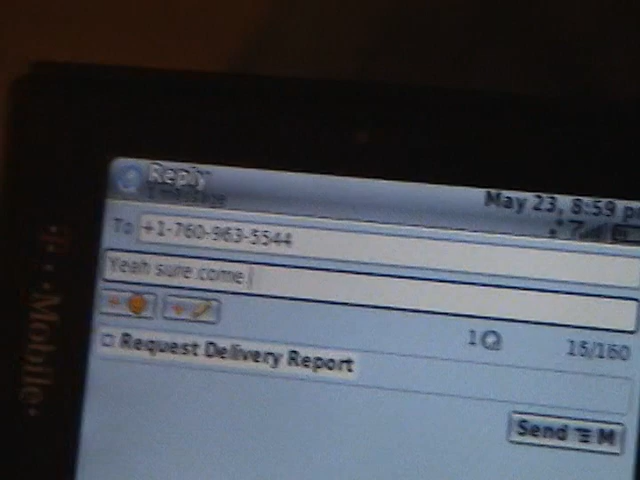 Reply
May 23, 8:59 p
To +1-760-963-5544
Yeah sure.come
1 15/160
Request Delivery Report
Send M
T··Mobile·